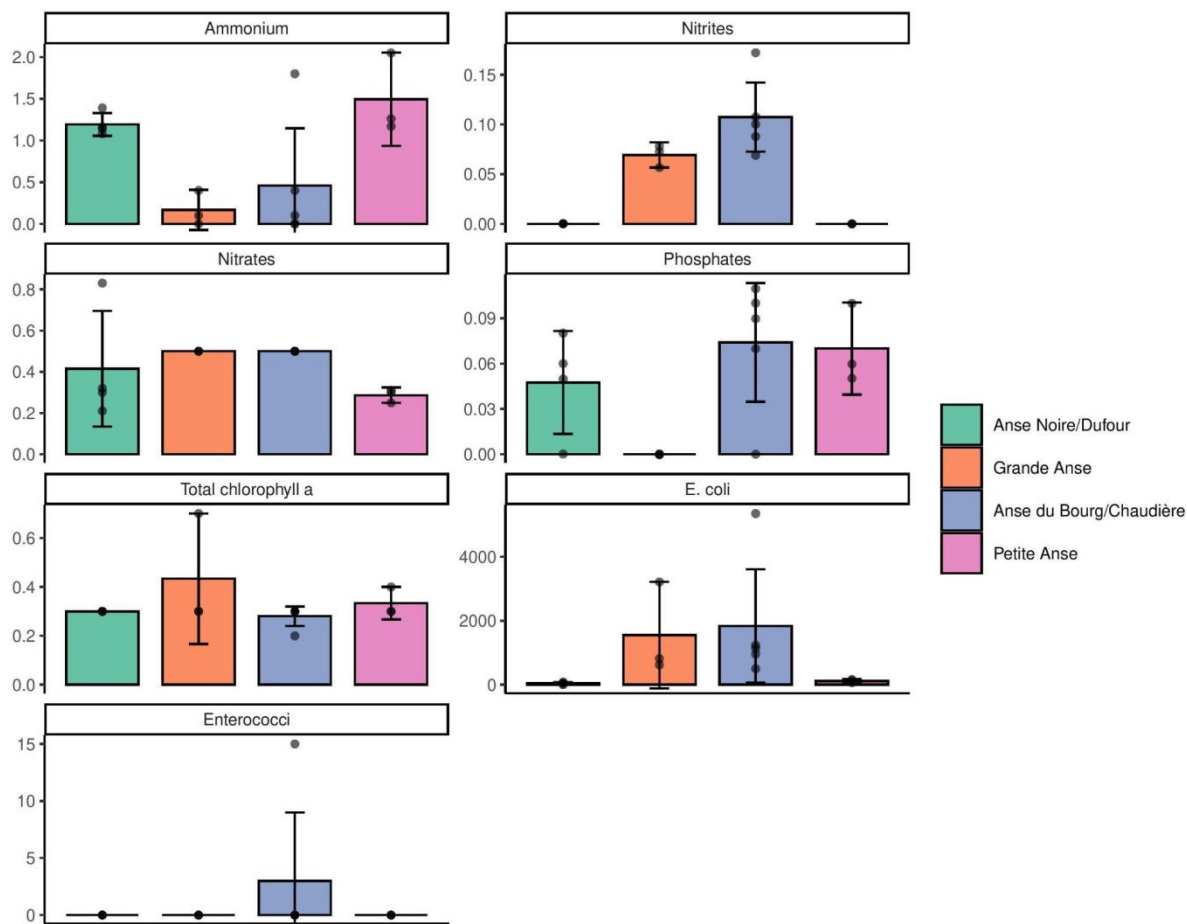 Ammonium
2.0
1.5
1.0
0.5
0.0
Nitrites
0.15
0.10
0.05
0.00
Nitrates
0.8
0.6
0.4
0.2
0.0
Phosphates
0.09
0.06
0.03
0.00
Total chlorophyll a
0.6
0.4
0.2
0.0
E. coli
4000
2000
0
Enterococci
15
10
5
0
Anse Noire/Dufour
Grande Anse
Anse du Bourg/Chaudière
Petite Anse